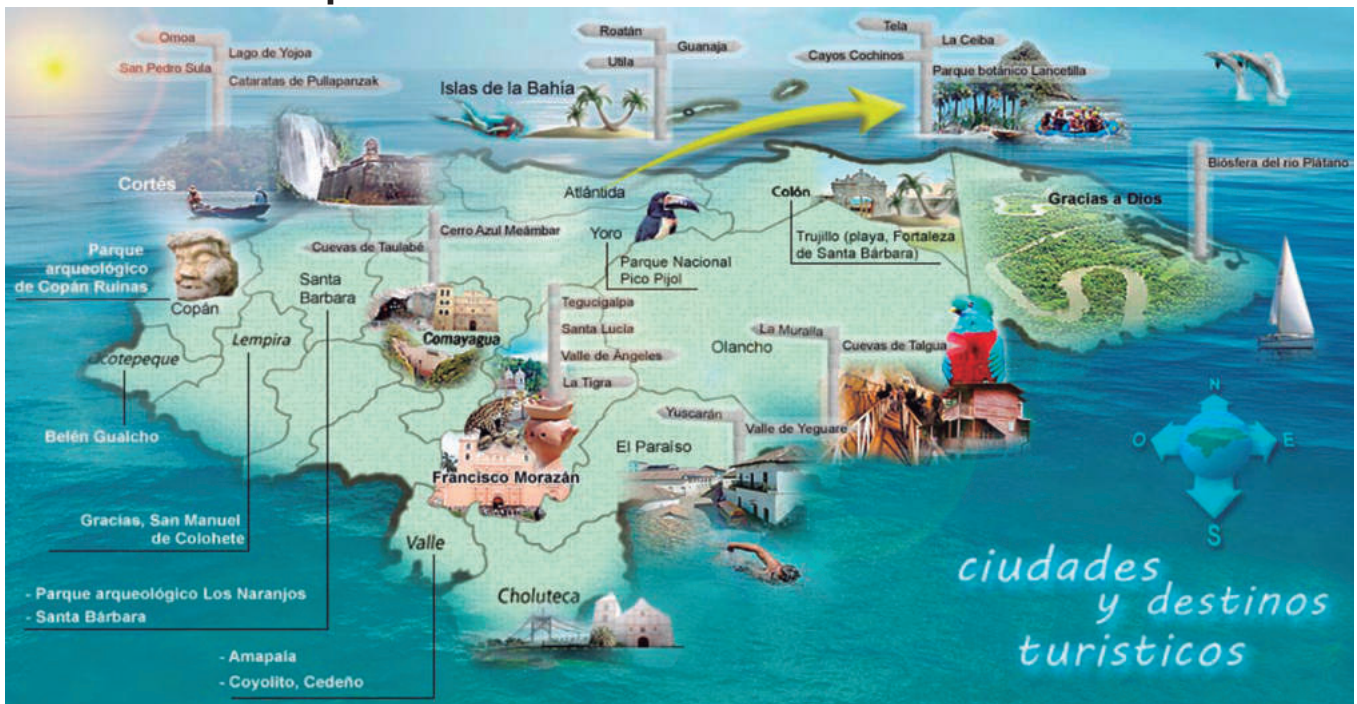 Omoa
Lago de Yojoa
San Pedro Sula
Cataratas de Pullapanzak
Cortés
Roatán
Guanaja
Utila
Islas de la Bahía
Tela
La Ceiba
Cayos Cochinos
Parque botánico Lancetilla
Biósfera del rio Plátano
Atlántida
Colón
Gracias a Dios
Trujillo (playa, Fortaleza
de Santa Bárbara)
Yoro
Parque Nacional
Pico Pijol
Cerro Azul Meámbar
Cuevas de Taulabé
Parque
arqueológico
de Copán Ruinas
Copán
Santa
Barbara
Comayagua
Lempira
Ocotepeque
Belén Gualcho
Tegucigalpa
Santa Lucía
Valle de Ángeles
La Tigra
Olancho
La Muralla
Cuevas de Talgua
Yuscarán
Valle de Yeguare
El Paraíso
Francisco Morazán
Gracias, San Manuel
de Colohete
- Parque arqueológico Los Naranjos
- Santa Bárbara
Valle
- Amapala
- Coyolito, Cedeño
Choluteca
N
O
E
S
ciudades
y destinos
turisticos